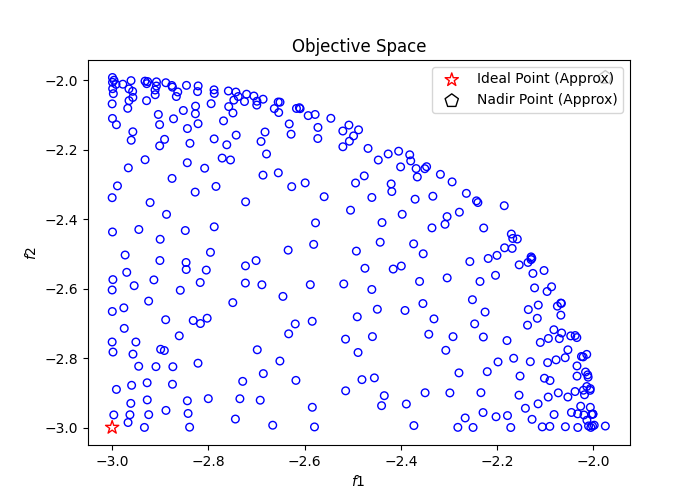 Objective Space
Ideal Point (Approx)
Nadir Point (Approx)
f2
−2.0
−2.2
−2.4
−2.6
−2.8
−3.0
−3.0 −2.8 −2.6 −2.4 −2.2 −2.0
f1